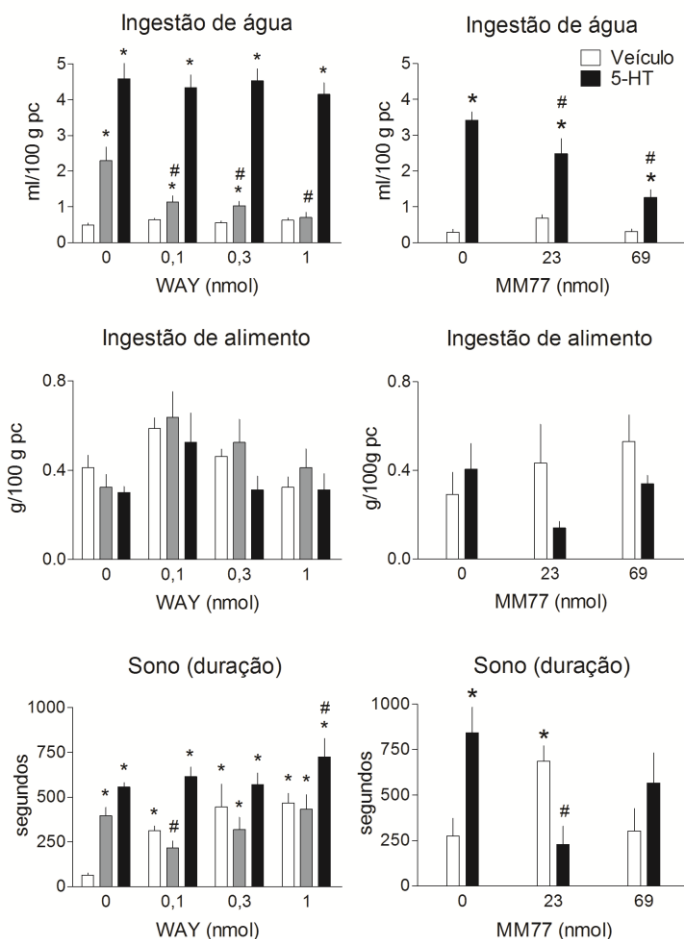 Ingestão de água
ml/100 g pc
5
4
3
2
1
0
* * * # * * # * * # *
0 0,1 0,3 1
WAY (nmol)
Ingestão de água
Veículo
5-HT
ml/100 g pc
5
4
3
2
1
0
* # * # *
0 23 69
MM77 (nmol)
Ingestão de alimento
g/100 g pc
0.8
0.4
0.0
0 0,1 0,3 1
WAY (nmol)
Ingestão de alimento
g/100g pc
0.8
0.4
0.0
0 23 69
MM77 (nmol)
Sono (duração)
segundos
1000
750
500
250
0
* * * # * * * * * * # *
0 0,1 0,3 1
WAY (nmol)
Sono (duração)
segundos
1000
750
500
250
0
* * #
0 23 69
MM77 (nmol)